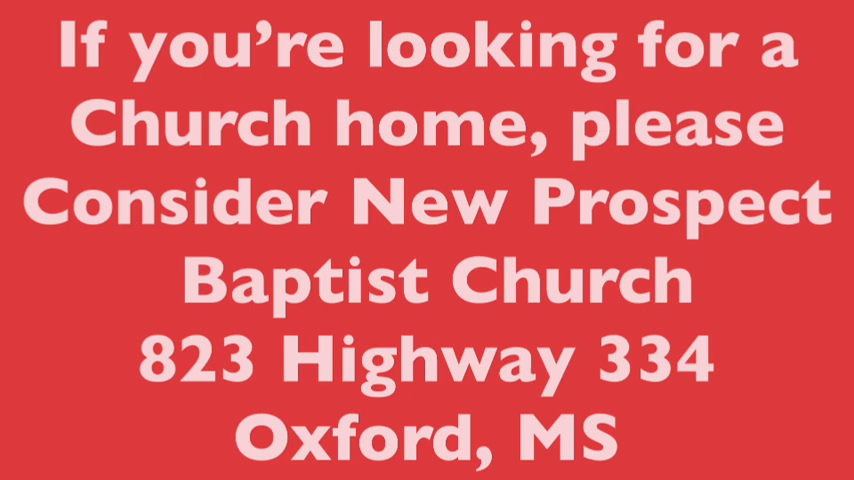 If you’re looking for a
Church home, please
Consider New Prospect
Baptist Church
823 Highway 334
Oxford, MS